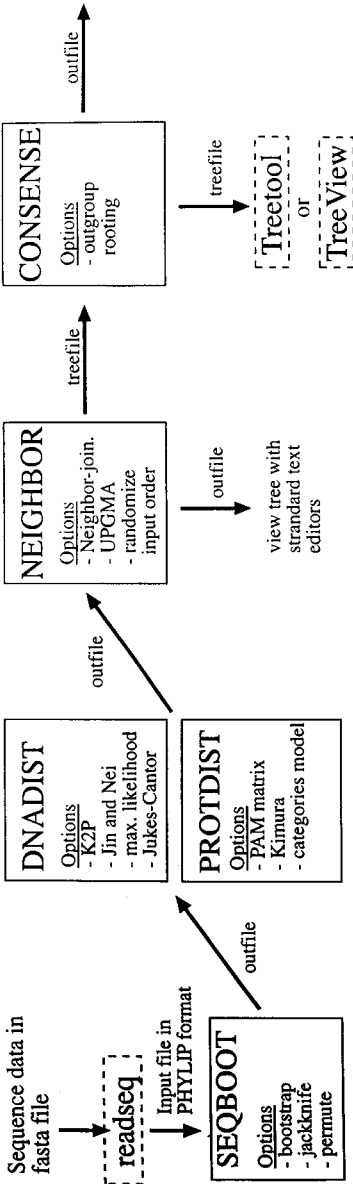 Sequence data in
fasta file
readseq
Input file in
PHYLIP format
SEQBOOT
Options
- bootstrap
- jackknife
- permute
outfile
DNADIST
Options
- K2P
- Jin and Nei
- max. likelihood
- Jukes-Cantor
PROTDIST
Options
- PAM matrix
- Kimura
- categories model
outfile
NEIGHBOR
Options
- Neighbor-join.
- UPGMA
- randomize
input order
outfile
view tree with
strandard text
editors
treefile
CONSENSE
Options
- outgroup
rooting
outfile
treefile
Treetool
or
TreeView